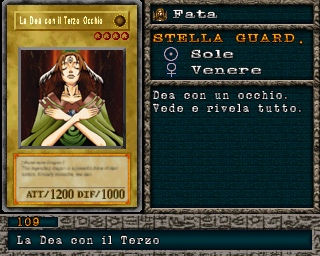 La Dea con il Terzo Occhio
ATT/1200 DIF/1000
Fata
STELLA GUARD.
Sole
Venere
Dea con un occhio.
Vede e rivela tutto.
109
La Dea con il Terzo